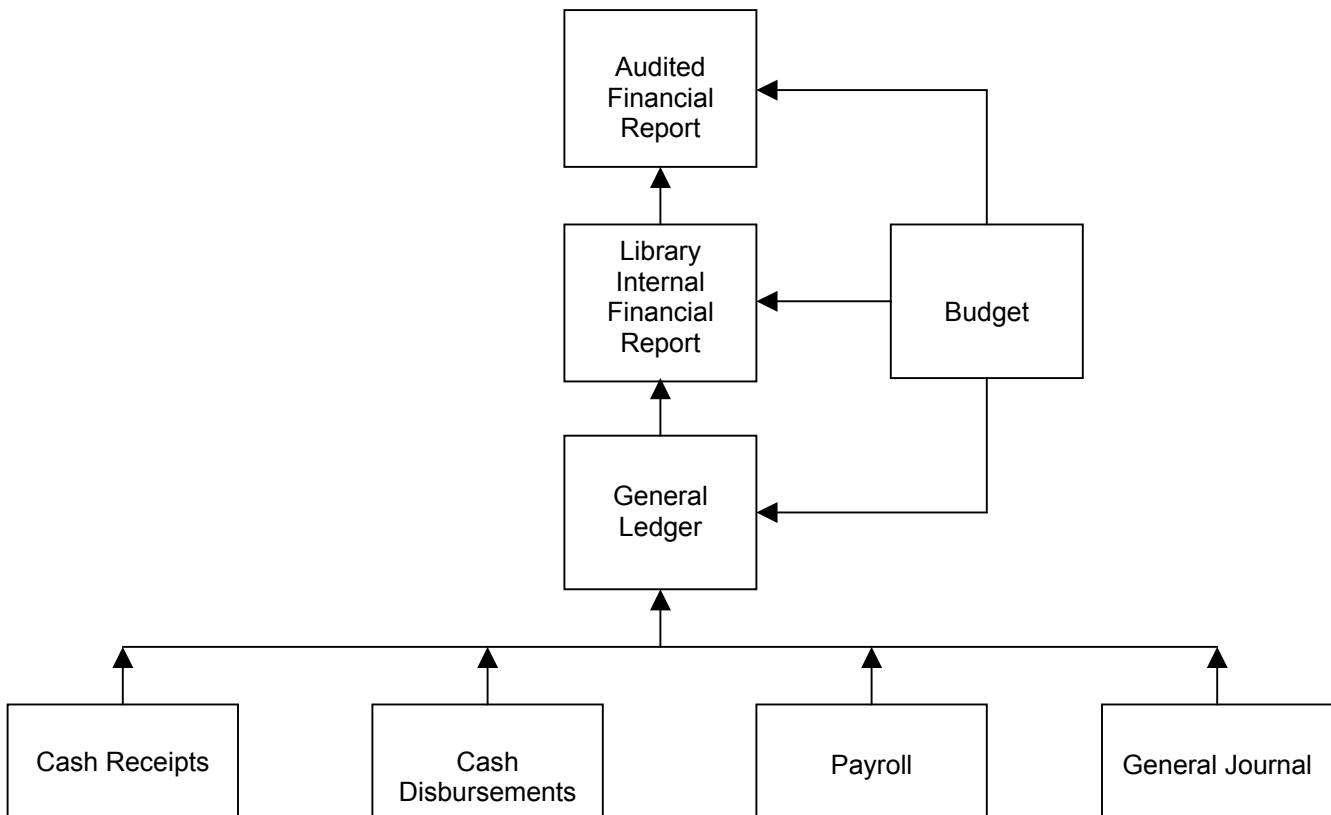 Audited
Financial
Report
Library
Internal
Financial
Report
Budget
General
Ledger
Cash Receipts
Cash
Disbursements
Payroll
General Journal